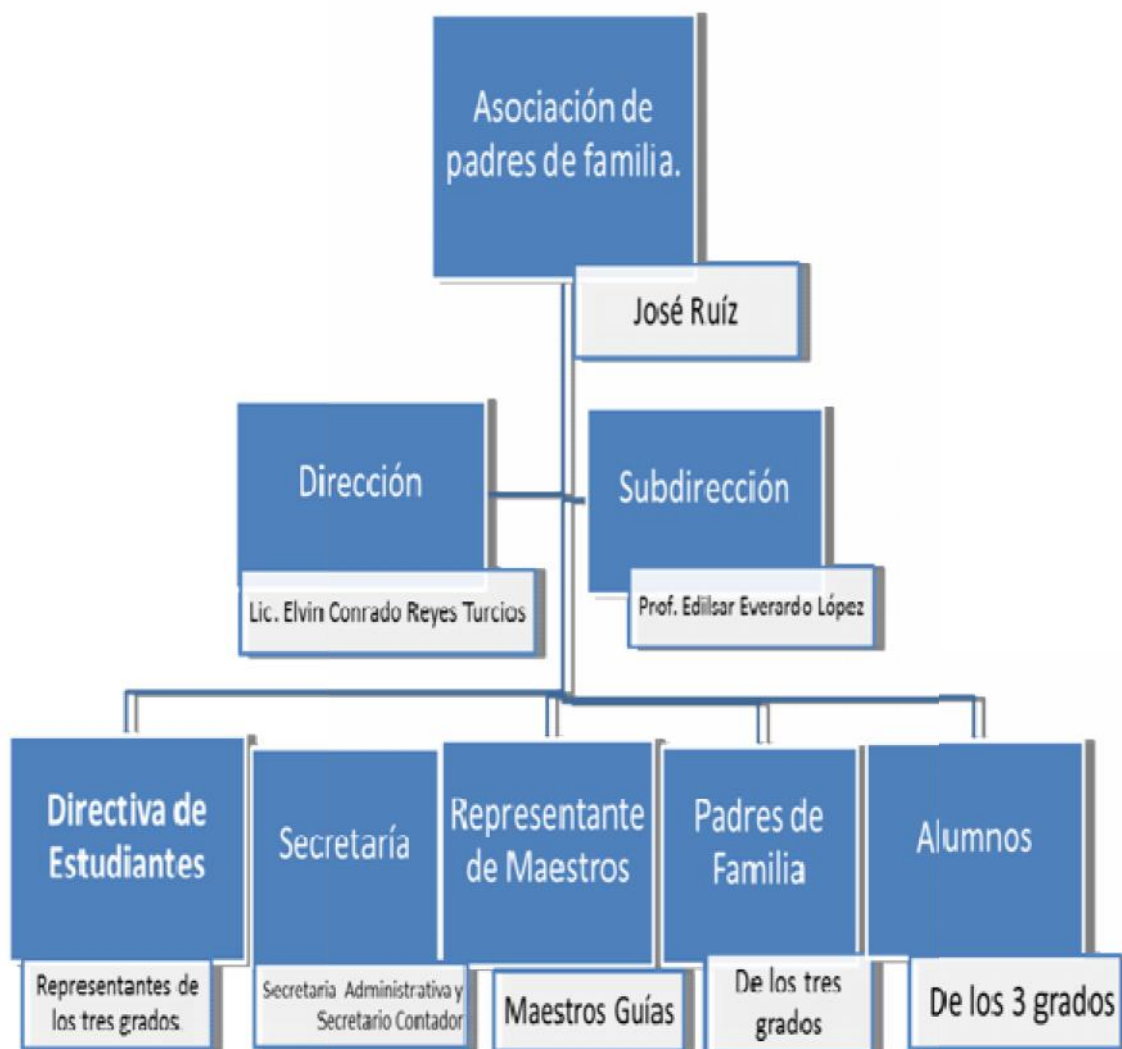 Asociación de
padres de familia.
José Ruíz
Dirección
Lic. Elvin Conrado Reyes Turcios
Subdirección
Prof. Edilsar Everardo López
Directiva de
Estudiantes
Representantes de
los tres grados.
Secretaría
Secretaria Administrativa y
Secretario Contador
Representante
de Maestros
Maestros Guías
Padres de
Familia
De los tres
grados
Alumnos
De los 3 grados